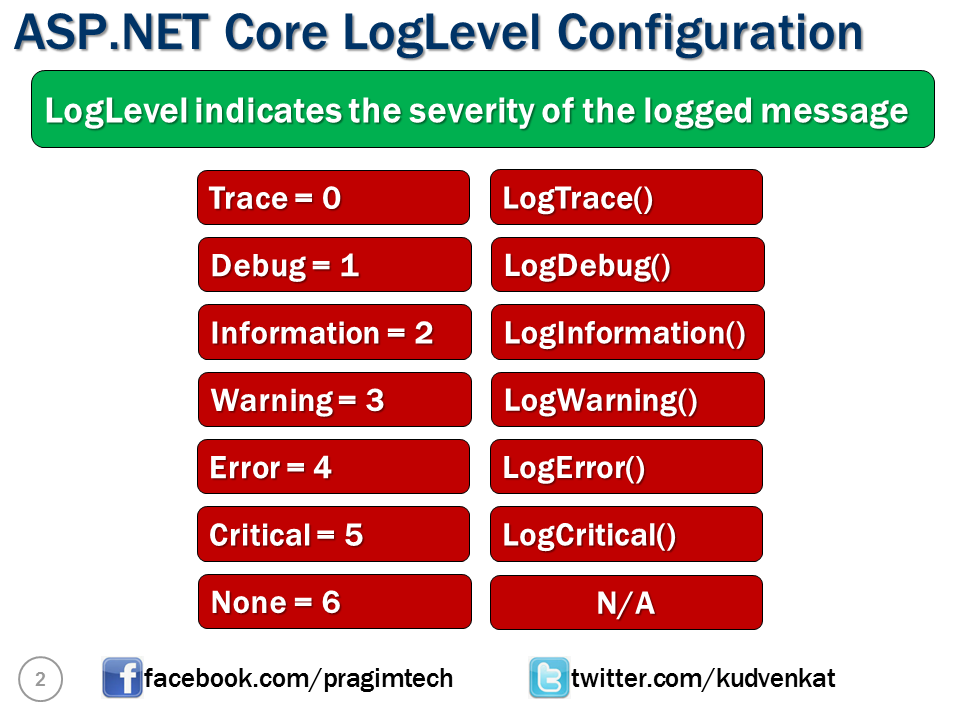 ASP.NET Core LogLevel Configuration
LogLevel indicates the severity of the logged message
Trace = 0 LogTrace()
Debug = 1 LogDebug()
Information = 2 LogInformation()
Warning = 3 LogWarning()
Error = 4 LogError()
Critical = 5 LogCritical()
None = 6 N/A
2 facebook.com/pragimtech twitter.com/kudvenkat